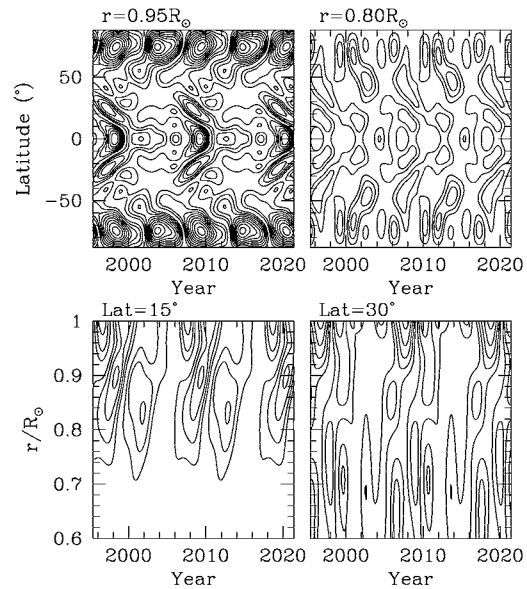 r=0.95R☉ r=0.80R☉
50
0
−50
Latitude (°)
2000 2010 2020 2000 2010 2020
Year Year
Lat=15° Lat=30°
1
0.9
0.8
0.7
0.6
r/R☉
2000 2010 2020 2000 2010 2020
Year Year